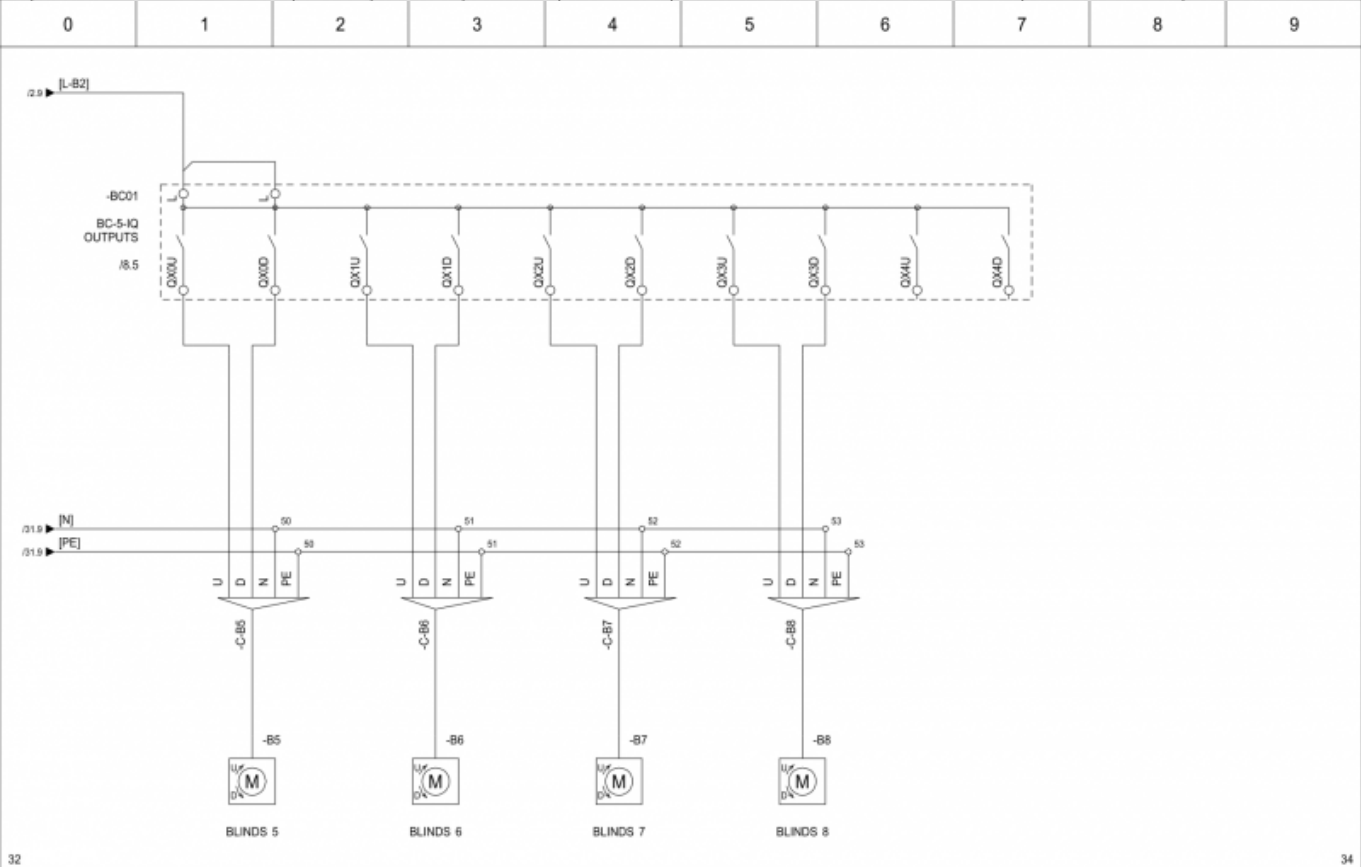 0 1 2 3 4 5 6 7 8 9
[L-B2]
/2.9
-BC01
L L
BC-5-IQ
OUTPUTS
/8.5
QX0U QX0D QX1U QX1D QX2U QX2D QX3U QX3D QX4U QX4D
[N]
/31.9
50 51 52 53
[PE]
/31.9
50 51 52 53
U D N PE U D N PE U D N PE U D N PE
-C-B5 -C-B6 -C-B7 -C-B8
-B5 -B6 -B7 -B8
U U U U
M M M M
D D D D
BLINDS 5 BLINDS 6 BLINDS 7 BLINDS 8
32 34